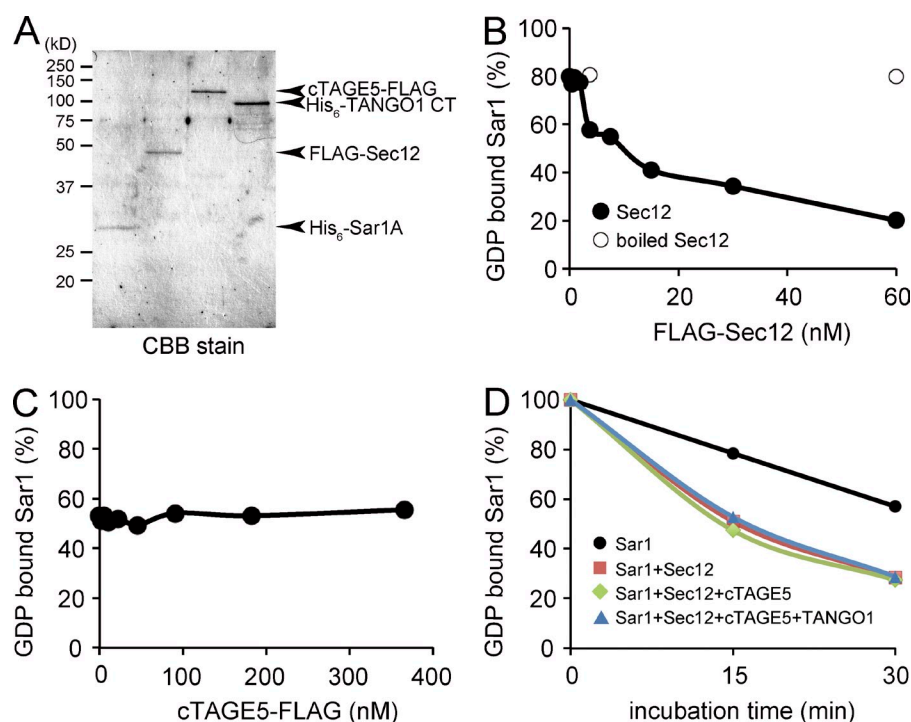 A
(kD)
250
150
100
75
50
37
25
20
cTAGE5-FLAG
His6-TANGO1 CT
FLAG-Sec12
His6-Sar1A
CBB stain
B
GDP bound Sar1 (%)
100
80
60
40
20
0
Sec12
boiled Sec12
0
20
40
60
FLAG-Sec12 (nM)
C
GDP bound Sar1 (%)
100
80
60
40
20
0
0
100
200
300
400
cTAGE5-FLAG (nM)
D
GDP bound Sar1 (%)
100
80
60
40
20
0
Sar1
Sar1+Sec12
Sar1+Sec12+cTAGE5
Sar1+Sec12+cTAGE5+TANGO1
0
15
30
incubation time (min)